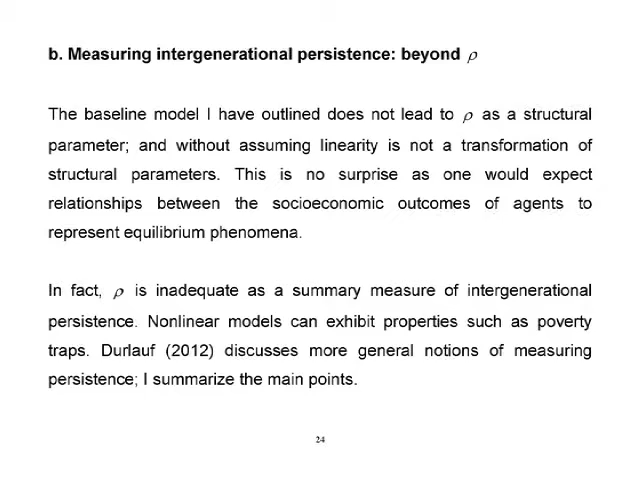 b. Measuring intergenerational persistence: beyond ρ
The baseline model I have outlined does not lead to ρ as a structural
parameter; and without assuming linearity is not a transformation of
structural parameters. This is no surprise as one would expect
relationships between the socioeconomic outcomes of agents to
represent equilibrium phenomena.
In fact, ρ is inadequate as a summary measure of intergenerational
persistence. Nonlinear models can exhibit properties such as poverty
traps. Durlauf (2012) discusses more general notions of measuring
persistence; I summarize the main points.
24